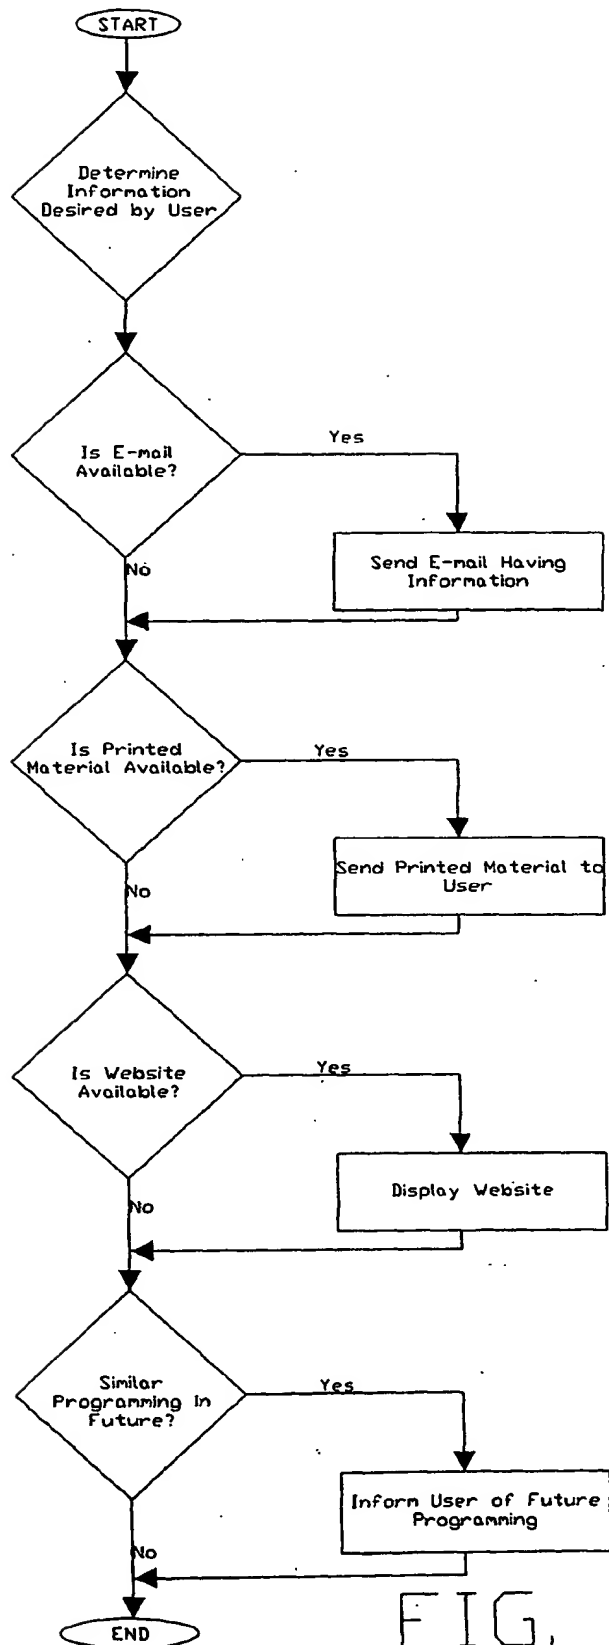 START
Determine
Information
Desired by User
Is E-mail
Available?
Yes
Send E-mail Having
Information
No
Is Printed
Material Available?
Yes
Send Printed Material to
User
No
Is Website
Available?
Yes
Display Website
No
Similar
Programming In
Future?
Yes
Inform User of Future
Programming
No
END
FIG.